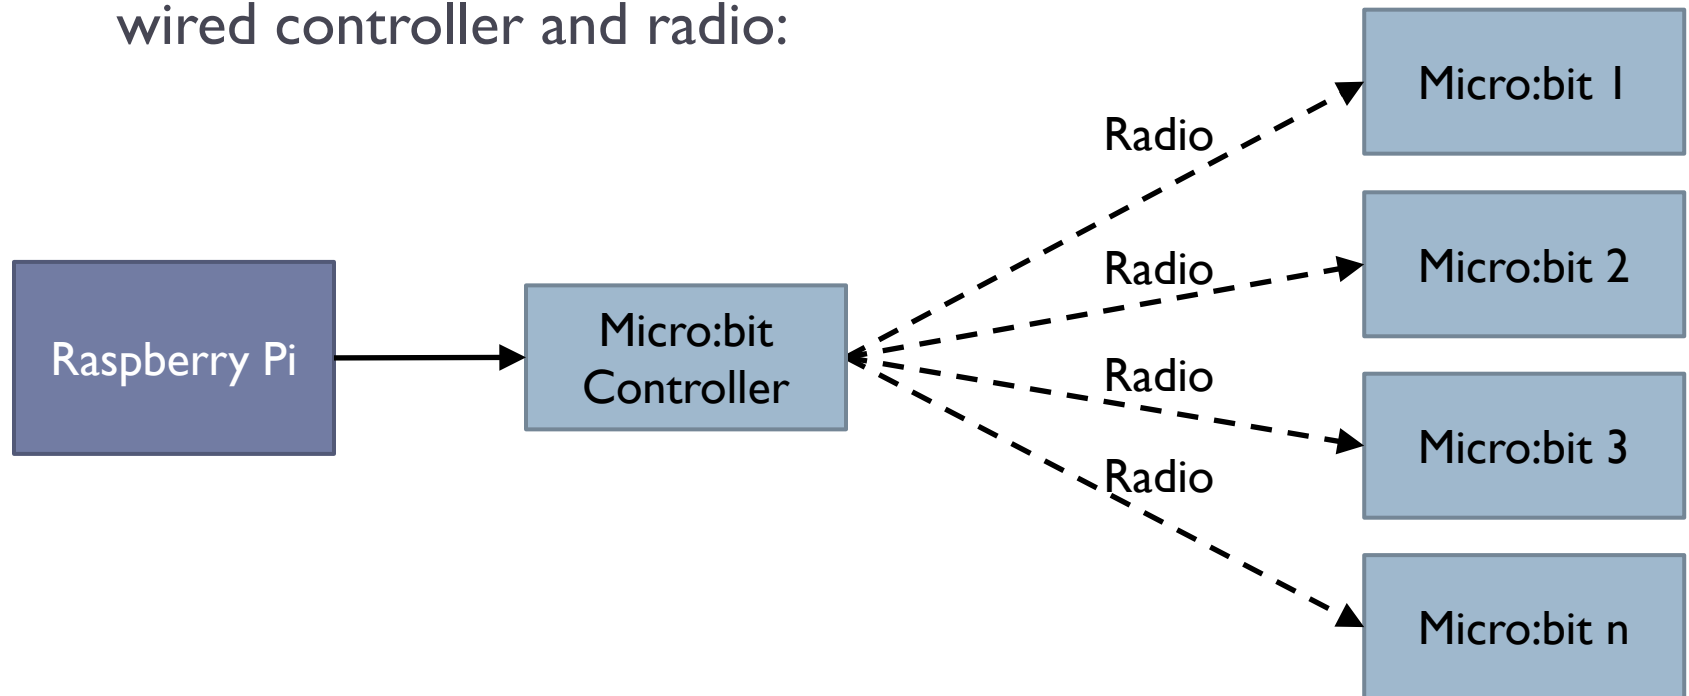 wired controller and radio:
Raspberry Pi
Micro:bit
Controller
Radio
Radio
Radio
Radio
Micro:bit 1
Micro:bit 2
Micro:bit 3
Micro:bit n